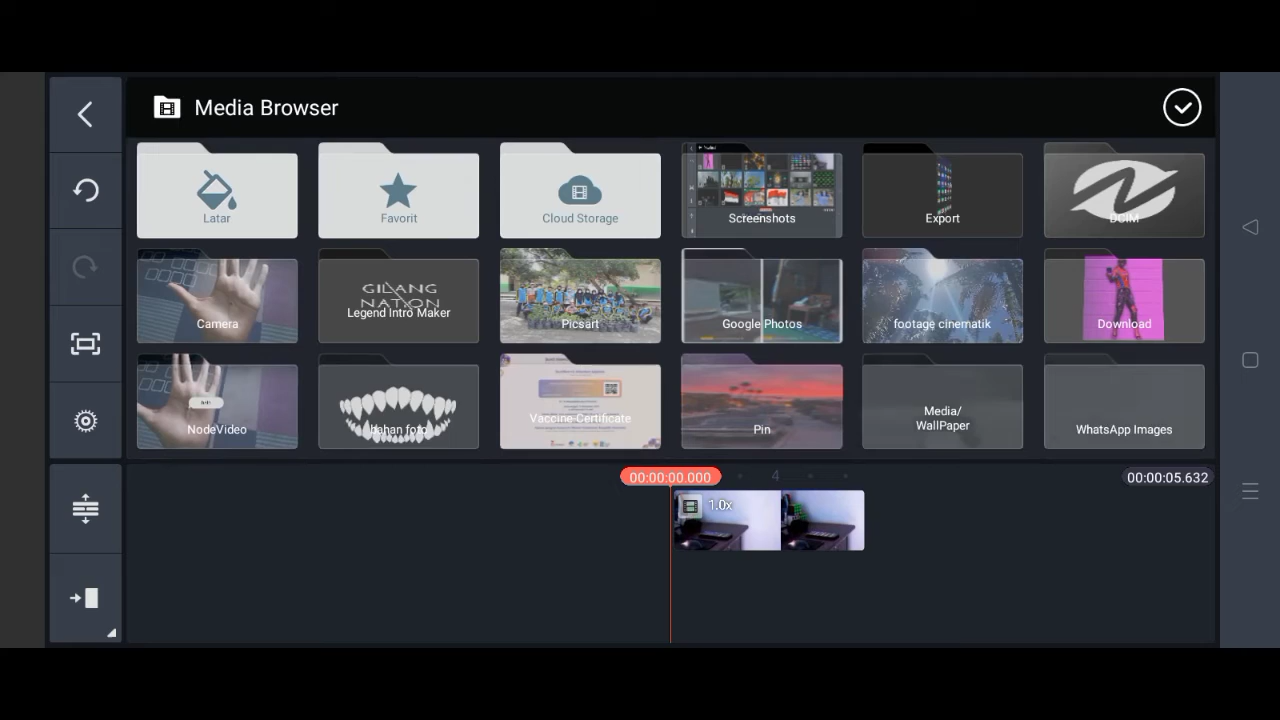 Media Browser
Latar
Favorit
Cloud Storage
Screenshots
Export
DCIM
Camera
GILANG
NATION
Legend Intro Maker
Picsart
Google Photos
footage cinematik
Download
NodeVideo
bahan foto
Vaccine Certificate
Pin
Media/
WallPaper
WhatsApp Images
00:00:00.000
4
00:00:05.632
1.0x